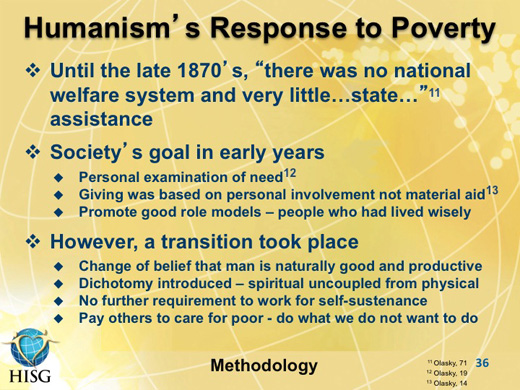 Humanism’s Response to Poverty
❖ Until the late 1870’s, “there was no national
welfare system and very little…state…”11
assistance
❖ Society’s goal in early years
◆ Personal examination of need12
◆ Giving was based on personal involvement not material aid13
◆ Promote good role models – people who had lived wisely
❖ However, a transition took place
◆ Change of belief that man is naturally good and productive
◆ Dichotomy introduced – spiritual uncoupled from physical
◆ No further requirement to work for self-sustenance
◆ Pay others to care for poor - do what we do not want to do
HISG
Methodology
11 Olasky, 71
12 Olasky, 19
13 Olasky, 14
36